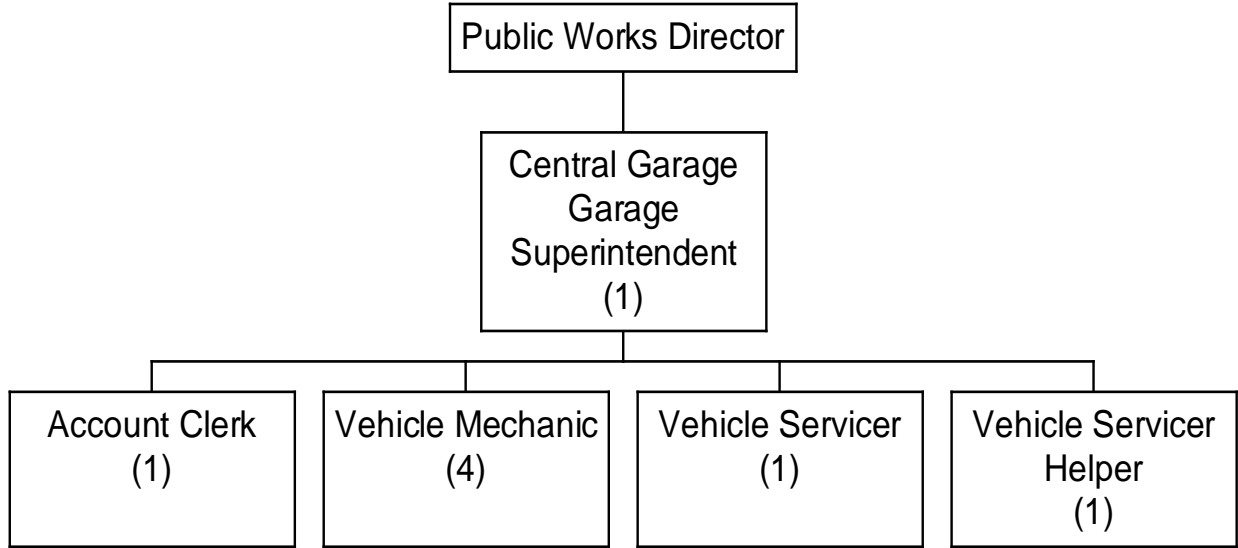 Public Works Director
Central Garage
Garage
Superintendent
(1)
Account Clerk
(1)
Vehicle Mechanic
(4)
Vehicle Servicer
(1)
Vehicle Servicer
Helper
(1)